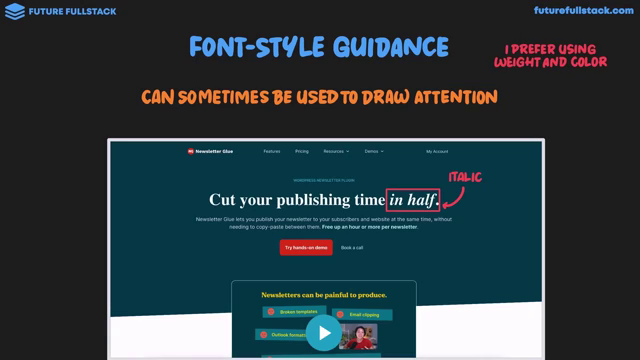 FUTURE FULLSTACK
futurefullstack.com
FONT-STYLE GUIDANCE
I PREFER USING
WEIGHT AND COLOR
CAN SOMETIMES BE USED TO DRAW ATTENTION
NG Newsletter Glue Features Pricing Resources Demos My Account
WORDPRESS NEWSLETTER PLUGIN
ITALIC
Cut your publishing time in half.
Newsletter Glue lets you publish your newsletter to your subscribers and website at the same time, without
needing to copy-paste between them. Free up an hour or more per newsletter.
Try hands-on demo Book a call
Newsletters can be painful to produce.
Broken templates Email clipping
Outlook formatt